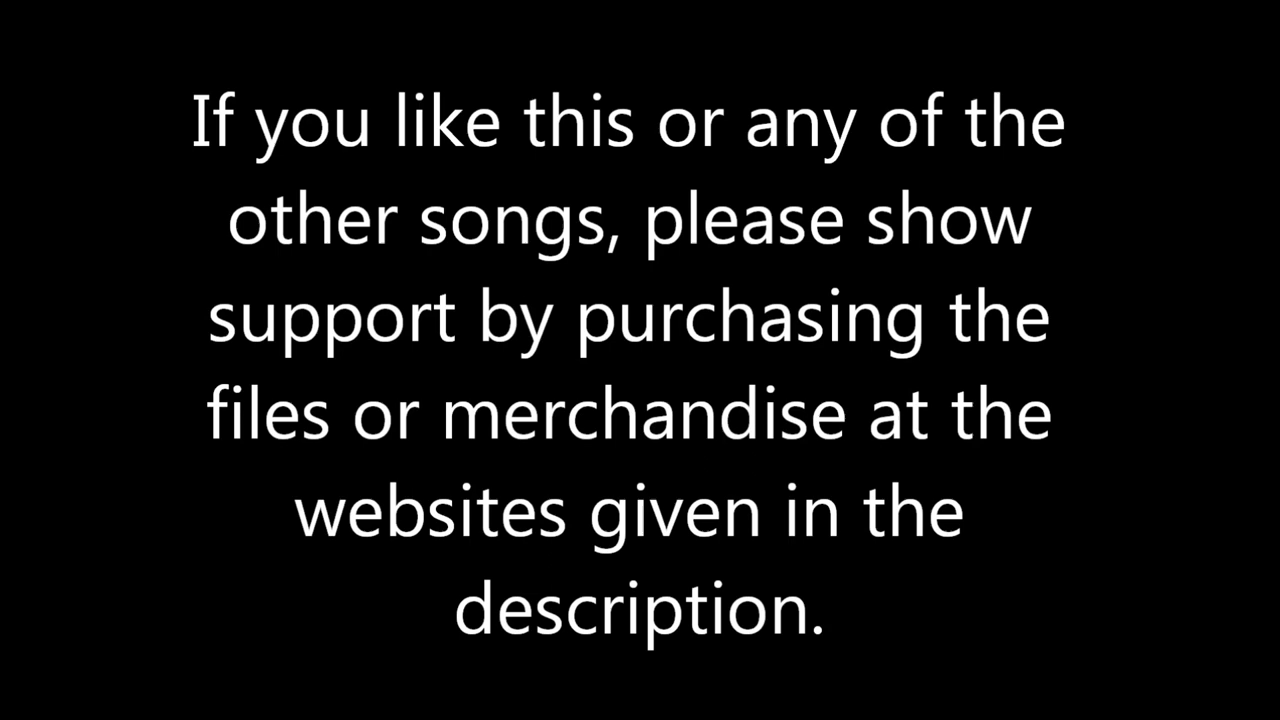 If you like this or any of the
other songs, please show
support by purchasing the
files or merchandise at the
websites given in the
description.